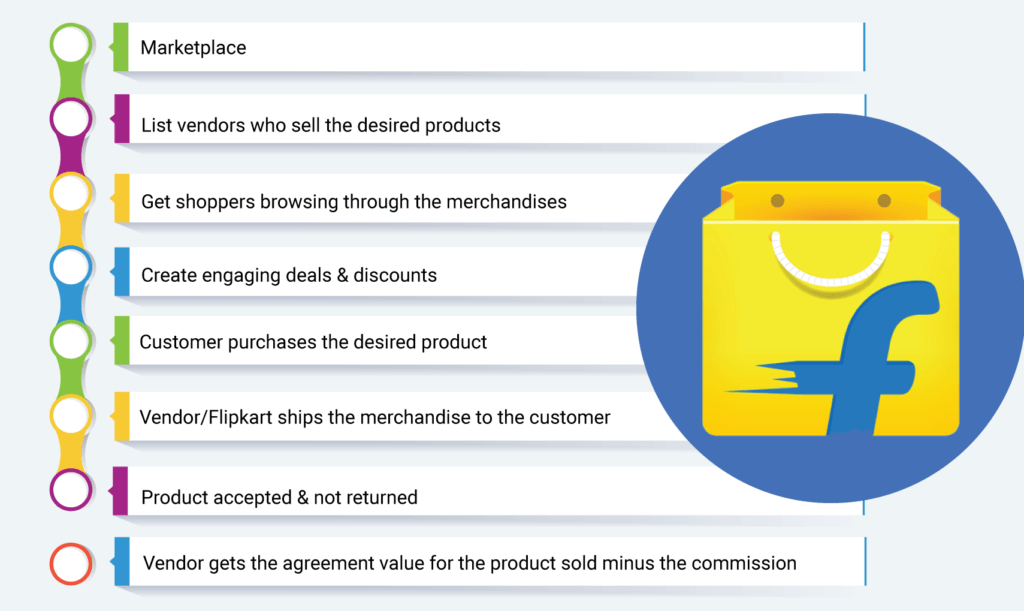 Marketplace
List vendors who sell the desired products
Get shoppers browsing through the merchandises
Create engaging deals & discounts
Customer purchases the desired product
Vendor/Flipkart ships the merchandise to the customer
Product accepted & not returned
Vendor gets the agreement value for the product sold minus the commission
f